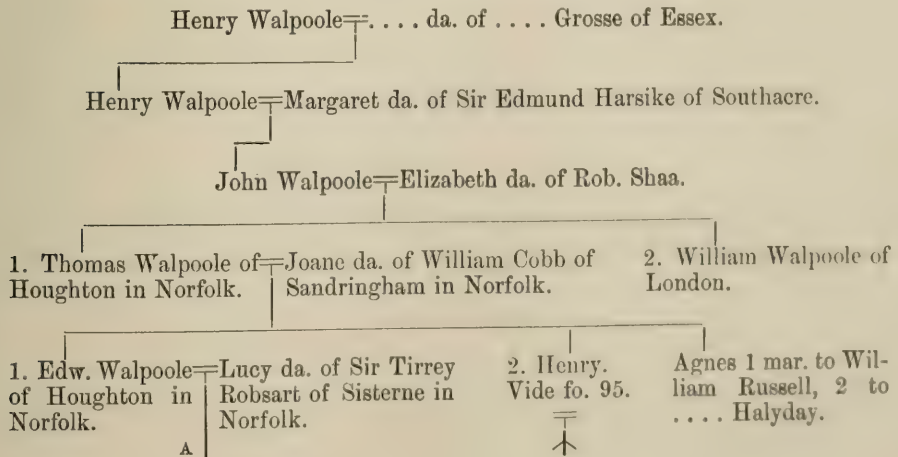 Henry Walpoole=. . . . da. of . . . . Grosse of Essex.
Henry Walpoole=Margaret da. of Sir Edmund Harsike of Southacre.
John Walpoole=Elizabeth da. of Rob. Shaa.
1. Thomas Walpoole of=Joane da. of William Cobb of
Houghton in Norfolk. Sandringham in Norfolk.
2. William Walpoole of
London.
1. Edw. Walpoole=Lucy da. of Sir Tirrey
of Houghton in Robsart of Sisterne in
Norfolk. Norfolk.
A
2. Henry.
Vide fo. 95.
Agnes 1 mar. to Wil-
liam Russell, 2 to
. . . . Halyday.